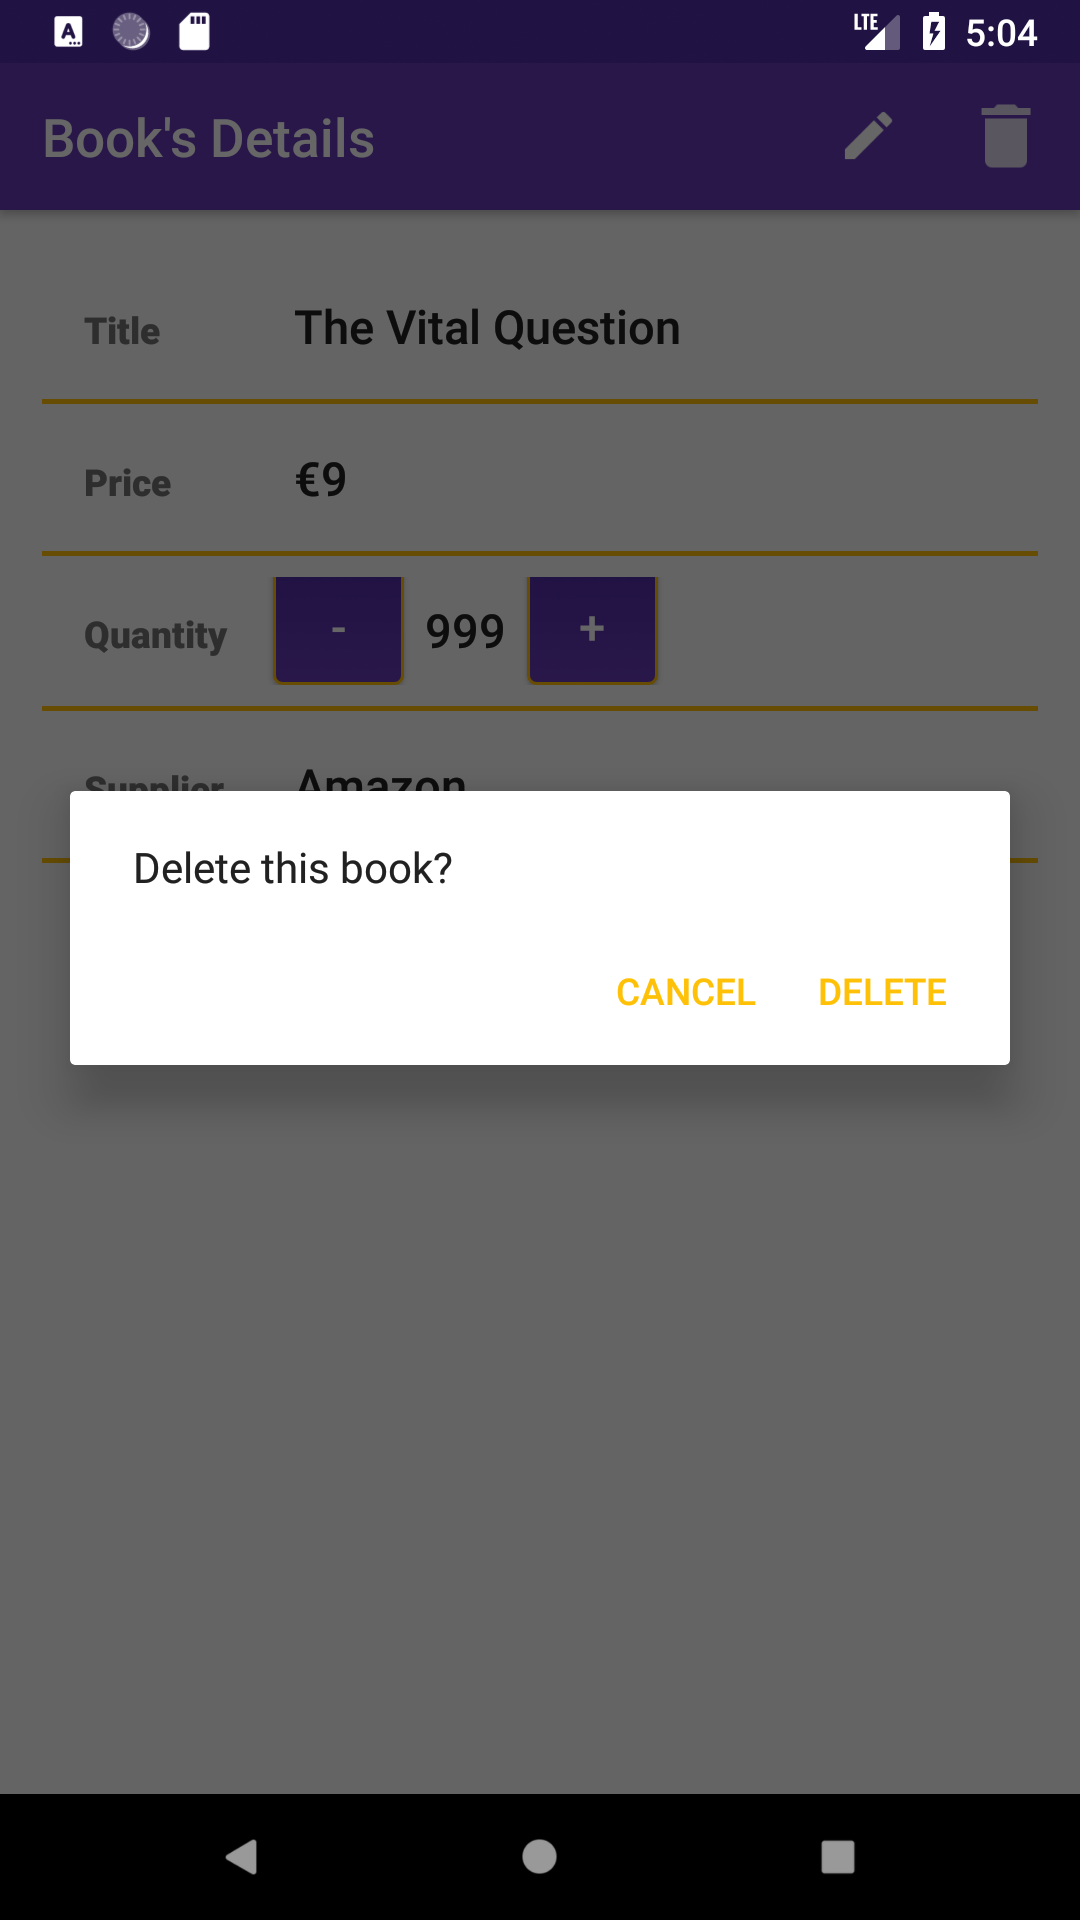 LTE 5:04
Book's Details
Title The Vital Question
Price €9
Quantity - 999 +
Supplier Amazon
Delete this book?
CANCEL DELETE